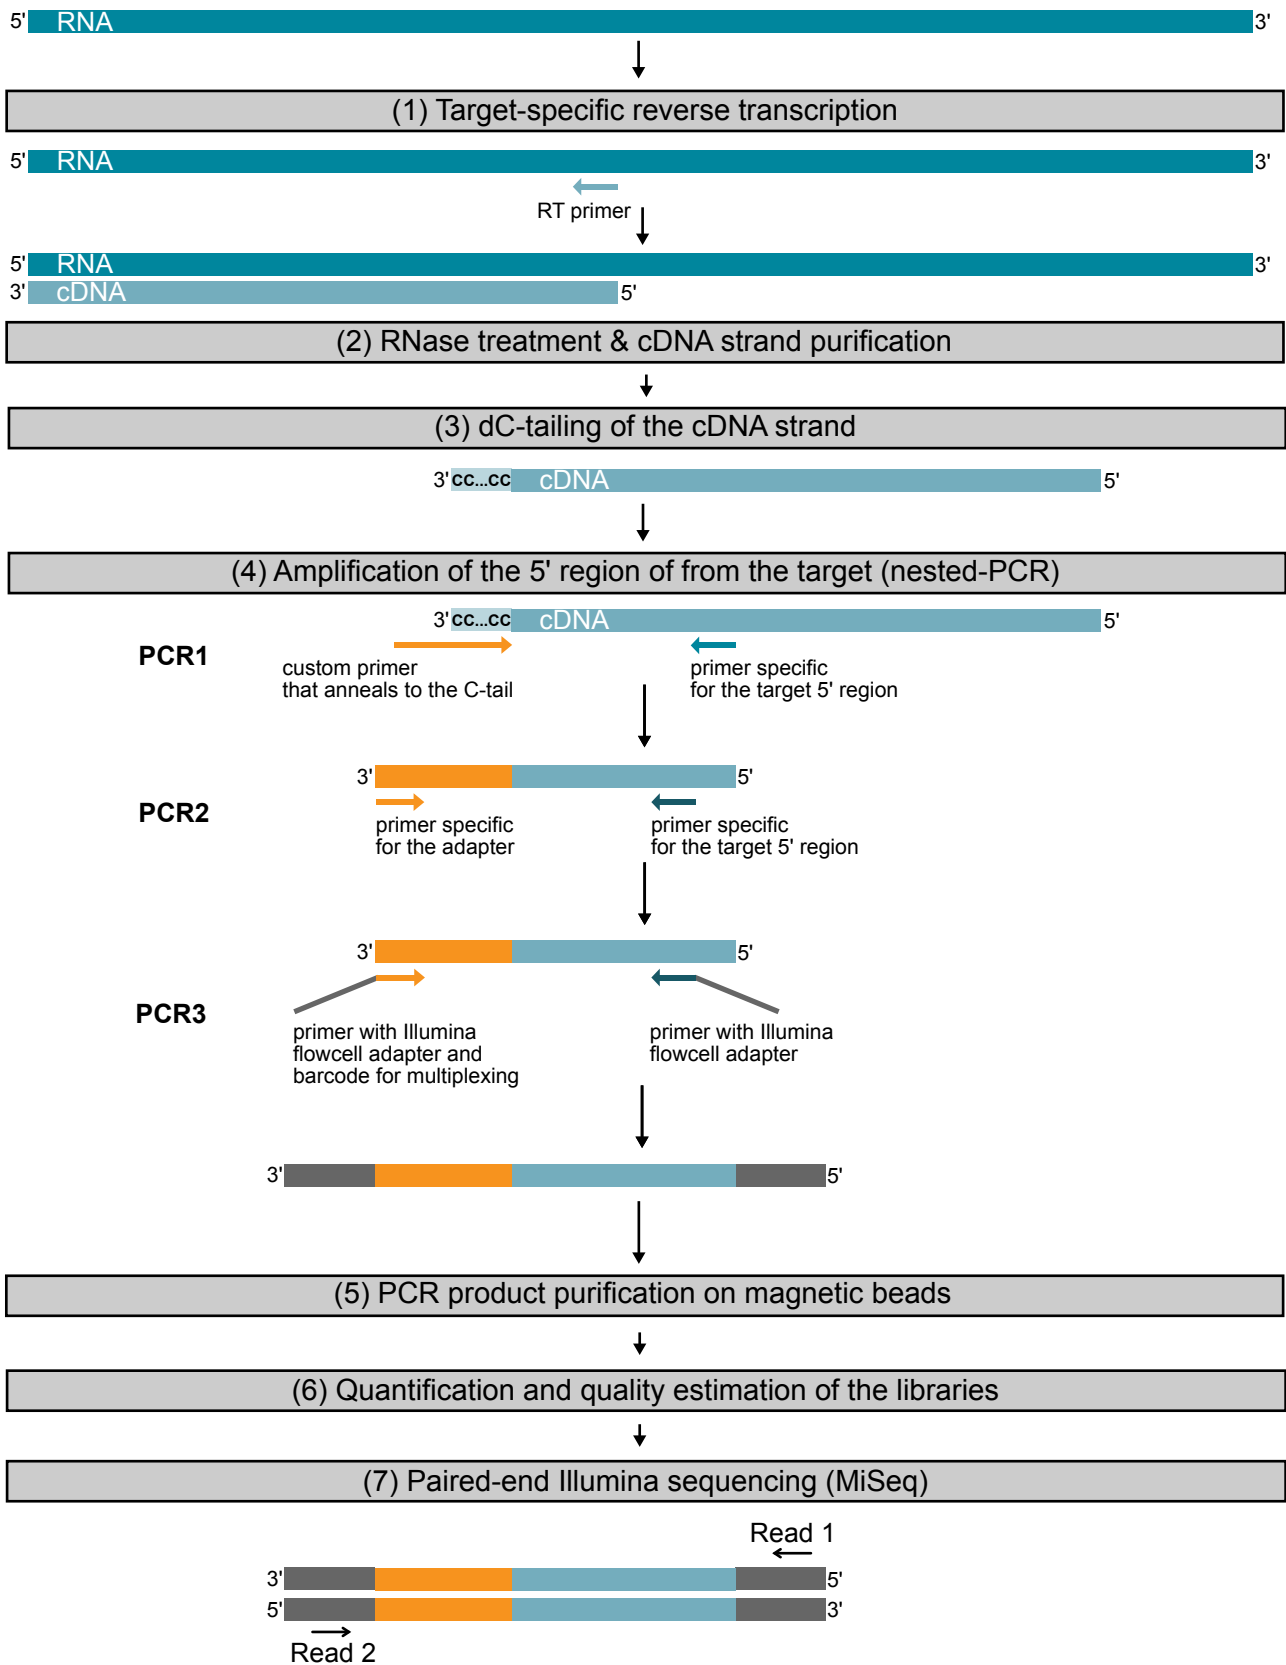 5' RNA 3'
(1) Target-specific reverse transcription
5' RNA 3'
RT primer
5' RNA 3'
3' cDNA 5'
(2) RNase treatment & cDNA strand purification
(3) dC-tailing of the cDNA strand
3' CC...CC cDNA 5'
(4) Amplification of the 5' region of from the target (nested-PCR)
3' CC...CC cDNA 5'
PCR1
custom primer
that anneals to the C-tail
primer specific
for the target 5' region
3' 5'
PCR2
primer specific
for the adapter
primer specific
for the target 5' region
3' 5'
PCR3
primer with Illumina
flowcell adapter and
barcode for multiplexing
primer with Illumina
flowcell adapter
3' 5'
(5) PCR product purification on magnetic beads
(6) Quantification and quality estimation of the libraries
(7) Paired-end Illumina sequencing (MiSeq)
Read 1
3' 5'
5' 3'
Read 2